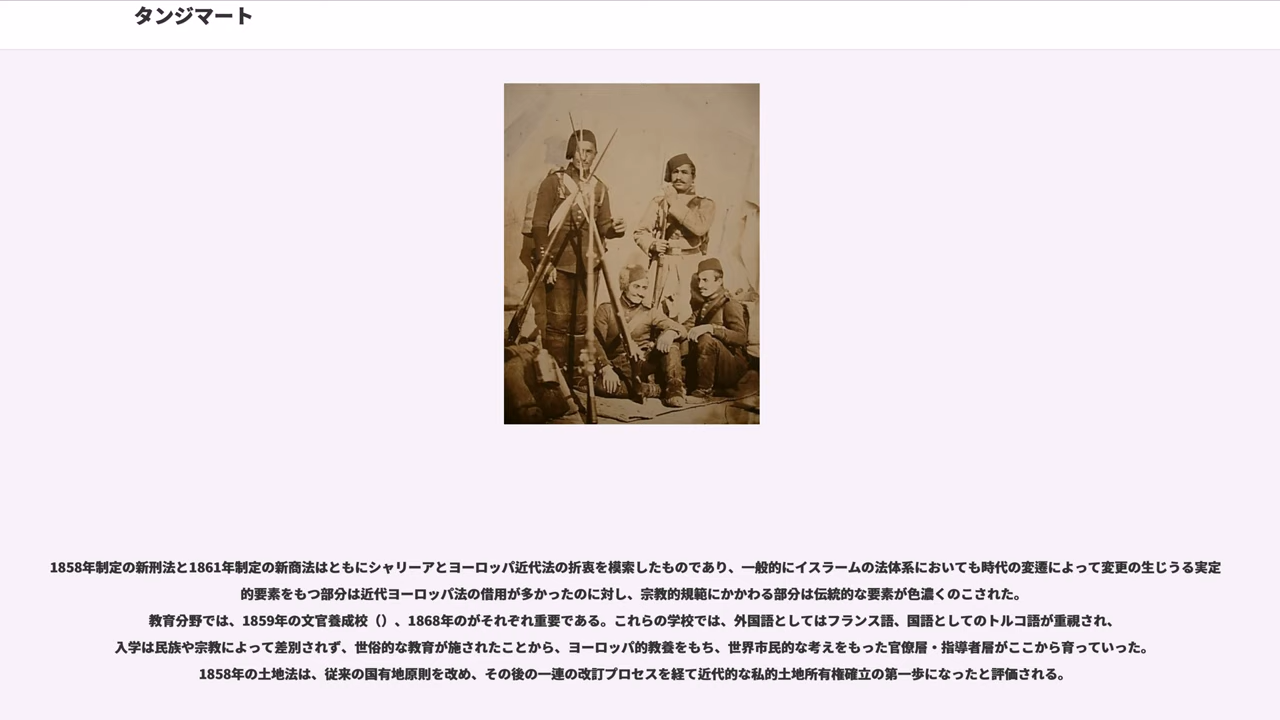 タンジマート
1858年制定の新刑法と1861年制定の新商法はともにシャリーアとヨーロッパ近代法の折衷を模索したものであり、一般的にイスラームの法体系においても時代の変遷によって変更の生じうる実定
的要素をもつ部分は近代ヨーロッパ法の借用が多かったのに対し、宗教的規範にかかわる部分は伝統的な要素が色濃くのこされた。
教育分野では、1859年の文官養成校（）、1868年のがそれぞれ重要である。これらの学校では、外国語としてはフランス語、国語としてのトルコ語が重視され、
入学は民族や宗教によって差別されず、世俗的な教育が施されたことから、ヨーロッパ的教養をもち、世界市民的な考えをもった官僚層・指導者層がここから育っていった。
1858年の土地法は、従来の国有地原則を改め、その後の一連の改訂プロセスを経て近代的な私的土地所有権確立の第一歩になったと評価される。